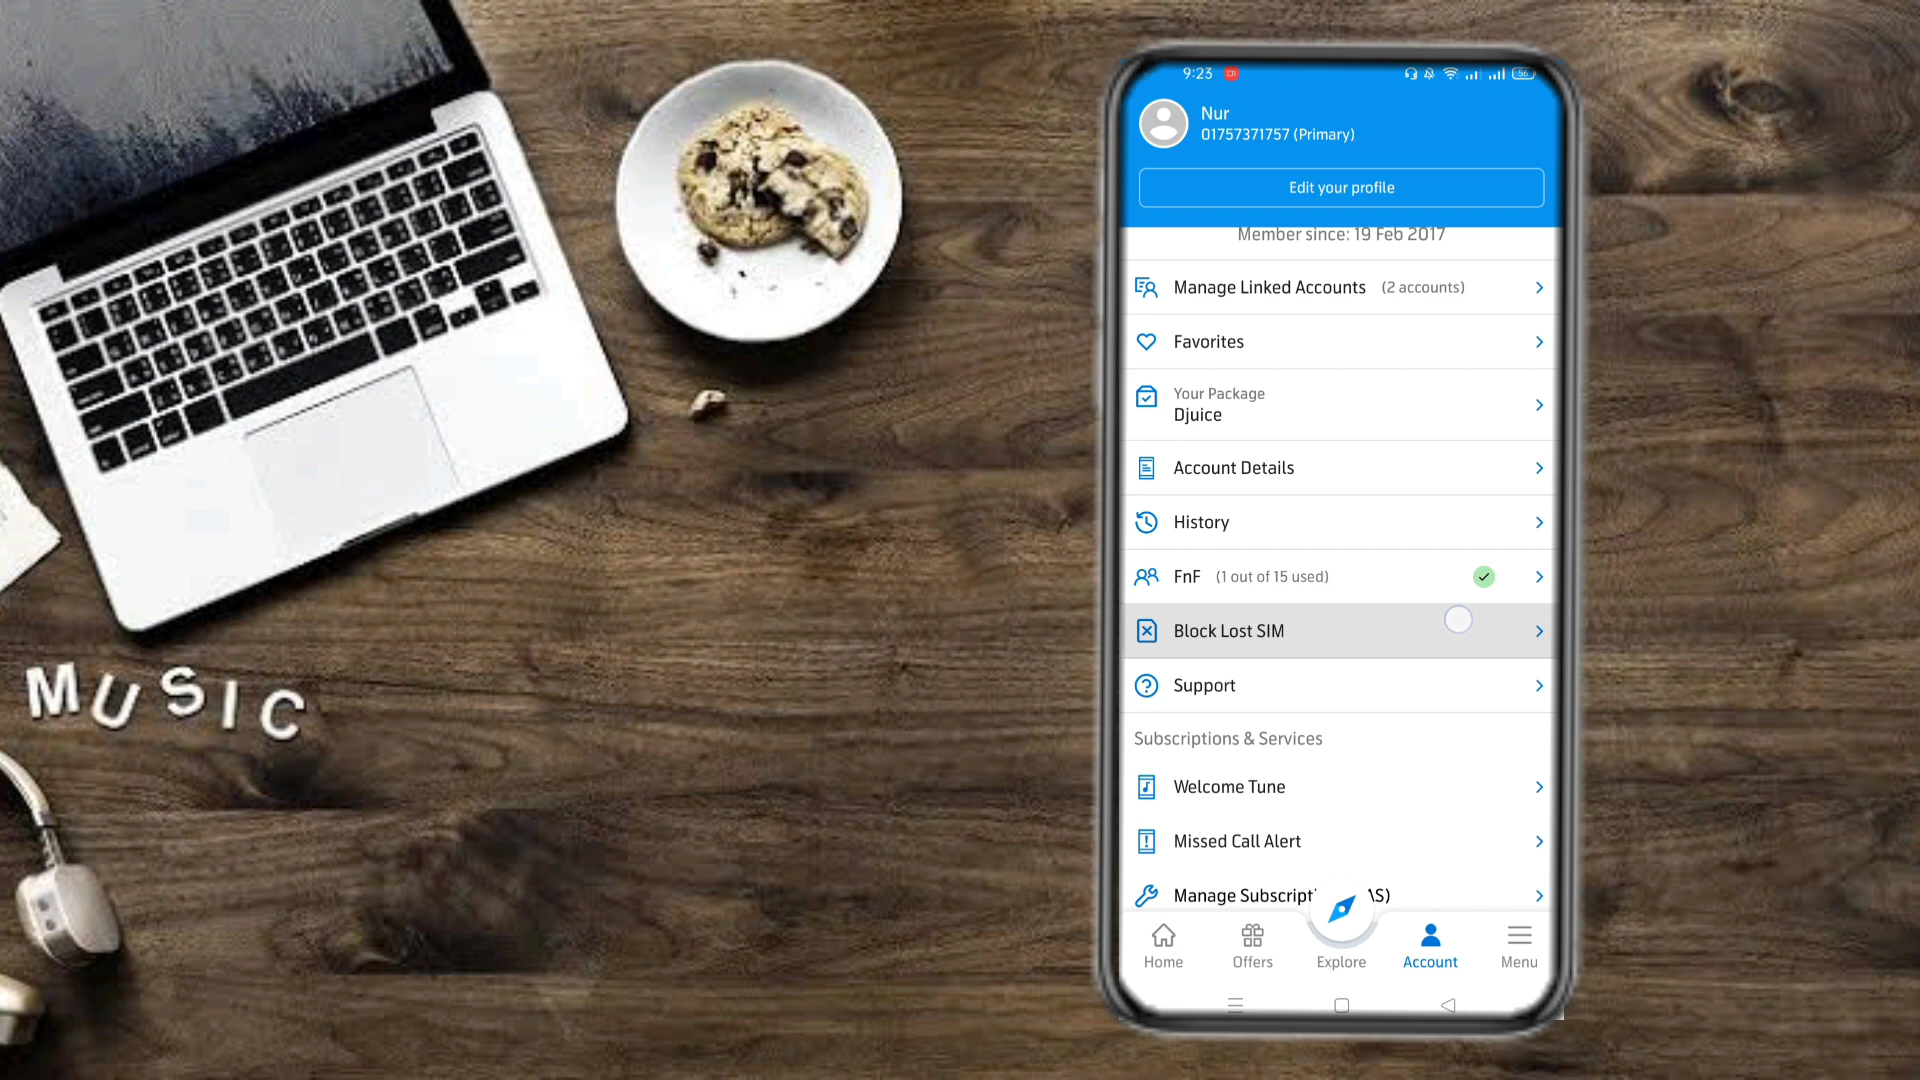 9:23
56
Nur
01757371757 (Primary)
Edit your profile
Member since: 19 Feb 2017
Manage Linked Accounts (2 accounts)
Favorites
Your Package
Djuice
Account Details
History
FnF (1 out of 15 used)
Block Lost SIM
Support
Subscriptions & Services
Welcome Tune
Missed Call Alert
Manage
Home
Offers
Explore
Account
Menu
MUSIC